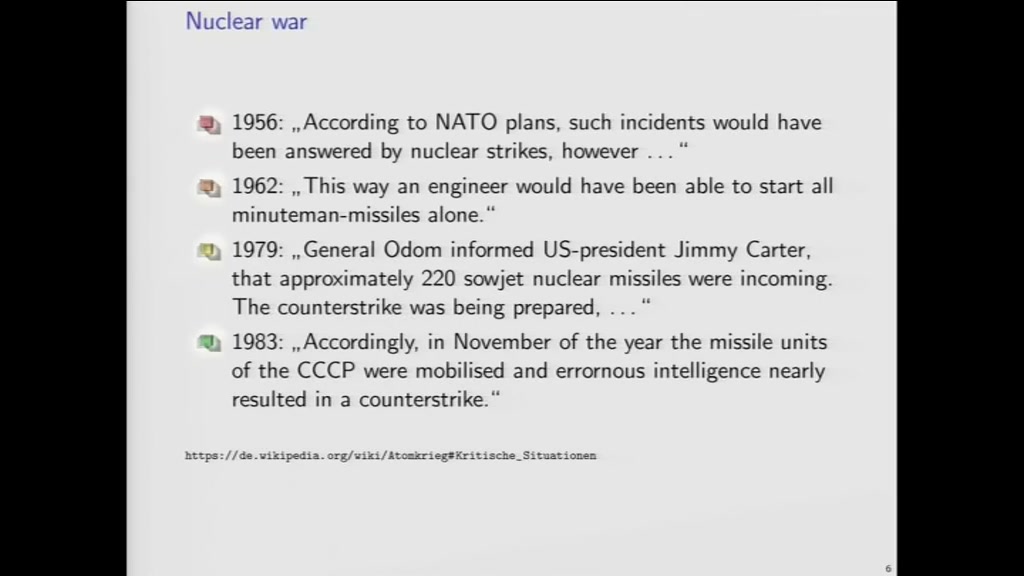 Nuclear war
1956: „According to NATO plans, such incidents would have
been answered by nuclear strikes, however ...“
1962: „This way an engineer would have been able to start all
minuteman-missiles alone.“
1979: „General Odom informed US-president Jimmy Carter,
that approximately 220 sowjet nuclear missiles were incoming.
The counterstrike was being prepared, ...“
1983: „Accordingly, in November of the year the missile units
of the CCCP were mobilised and errornous intelligence nearly
resulted in a counterstrike.“
https://de.wikipedia.org/wiki/Atomkrieg#Kritische_Situationen
6